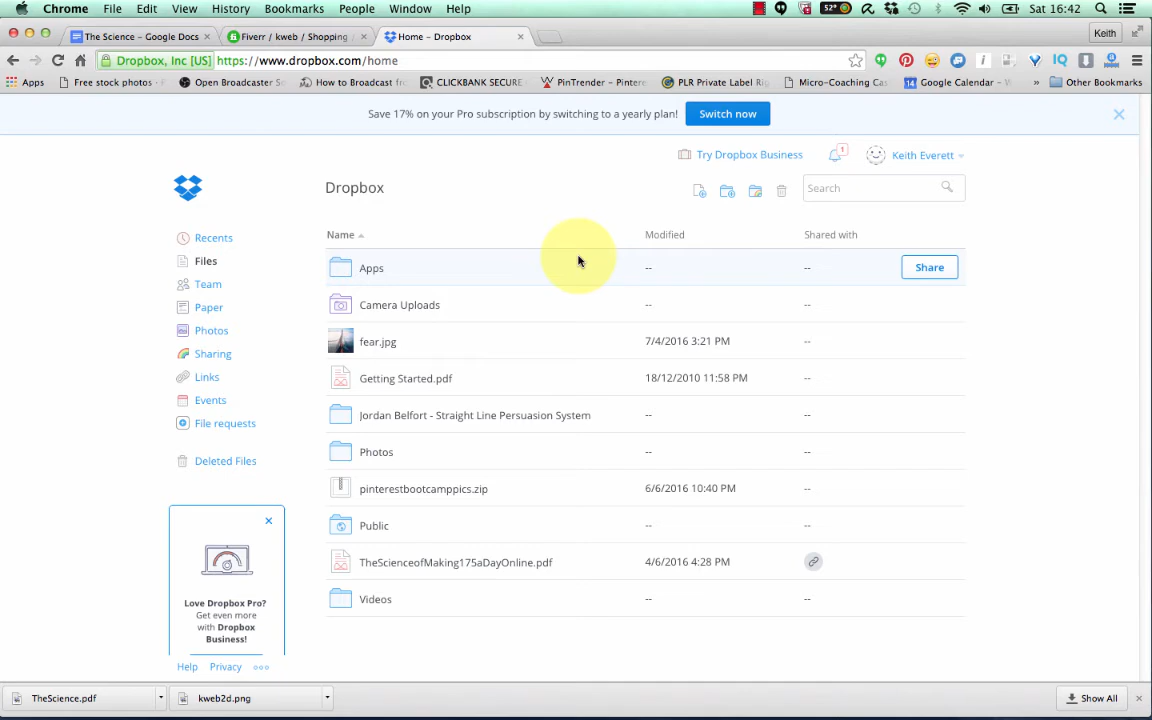 Chrome File Edit View History Bookmarks People Window Help 52° Sat 16:42
The Science – Google Docs Fiverr / kweb / Shopping Home – Dropbox Keith
Dropbox, Inc [US] https://www.dropbox.com/home
Apps Free stock photos - Open Broadcaster So How to Broadcast fr CLICKBANK SECURE PinTrender - Pintere PLR Private Label Rig Micro-Coaching Cas Google Calendar - W » Other Bookmarks
Save 17% on your Pro subscription by switching to a yearly plan! Switch now
Try Dropbox Business 1 Keith Everett
Dropbox Search
Name Modified Shared with
Recents
Files
Team
Paper
Photos
Sharing
Links
Events
File requests
Deleted Files
Apps -- -- Share
Camera Uploads -- --
fear.jpg 7/4/2016 3:21 PM --
Getting Started.pdf 18/12/2010 11:58 PM --
Jordan Belfort - Straight Line Persuasion System -- --
Photos -- --
pinterestbootcamppics.zip 6/6/2016 10:40 PM --
Public -- --
TheScienceofMaking175aDayOnline.pdf 4/6/2016 4:28 PM
Videos -- --
Love Dropbox Pro?
Get even more
with Dropbox
Business!
Help Privacy
TheScience.pdf kweb2d.png Show All